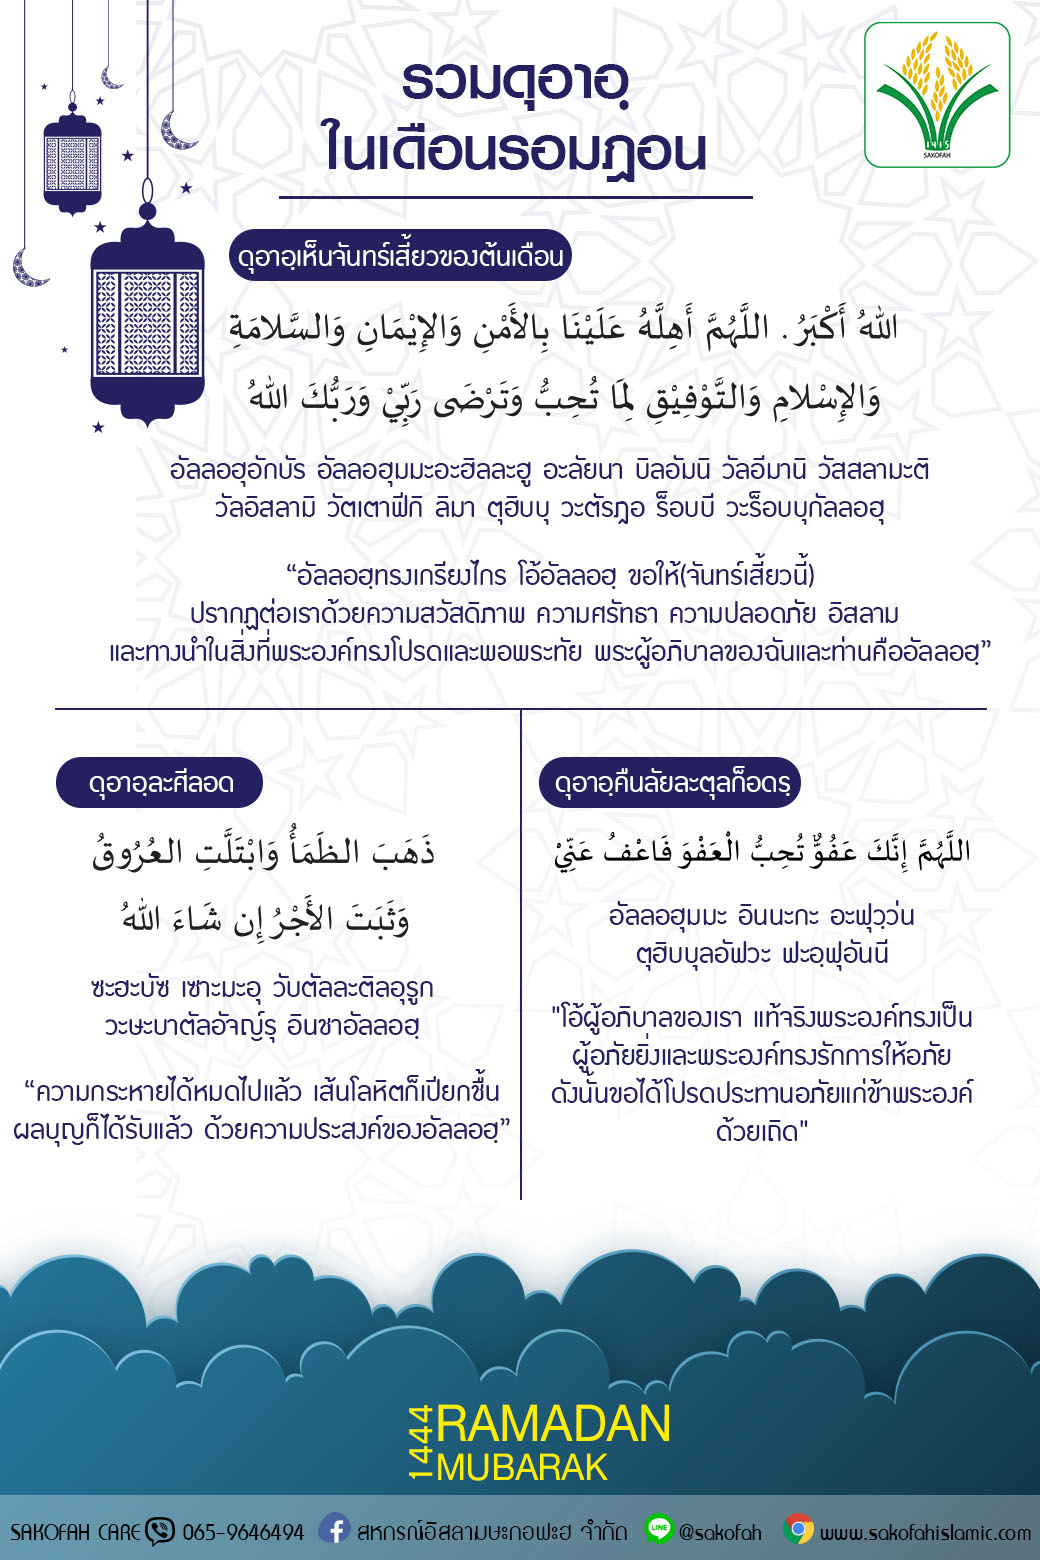 รวมดุอาอฺ
ในเดือนรอมฎอน
1415
SAKOFAH
ดุอาอฺเห็นจันทร์เสี้ยวของต้นเดือน
اللهُ أَكْبَرُ. اللَّهُمَّ أَهِلَّهُ عَلَيْنَا بِالأَمْنِ وَالإِيْمَانِ وَالسَّلامَةِ
وَالإِسْلامِ وَالتَّوْفِيْقِ لِمَا تُحِبُّ وَتَرْضَى رَبِّيْ وَرَبُّكَ اللهُ
อัลลอฮุอักบัร อัลลอฮุมมะอะฮิลละฮู อะลัยนา บิลอัมนิ วัลอีมานิ วัสสลามะติ
วัลอิสลามิ วัตเตาฟีกิ ลิมา ตุฮิบบุ วะตัรฎอ ร็อบบี วะร็อบบุกัลลอฮุ
“อัลลอฮฺทรงเกรียงไกร โอ้อัลลอฮฺ ขอให้(จันทร์เสี้ยวนี้)
ปรากฏต่อเราด้วยความสวัสดิภาพ ความศรัทธา ความปลอดภัย อิสลาม
และทางนำในสิ่งที่พระองค์ทรงโปรดและพอพระทัย พระผู้อภิบาลของฉันและท่านคืออัลลอฮฺ”
ดุอาอฺละศีลอด
ذَهَبَ الظَمَأُ وَابْتَلَّتِ العُرُوقُ
وَثَبَتَ الأَجْرُ إِن شَاءَ اللهُ
ซะฮะบัซ เซาะมะอุ วับตัลละติลอุรูก
วะษะบาตัลอัจญ์รุ อินชาอัลลอฮฺ
“ความกระหายได้หมดไปแล้ว เส้นโลหิตก็เปียกชื้น
ผลบุญก็ได้รับแล้ว ด้วยความประสงค์ของอัลลอฮฺ”
ดุอาอฺคืนลัยละตุลก็อดรฺ
اللَّهُمَّ إِنَّكَ عَفُوٌّ تُحِبُّ الْعَفْوَ فَاعْفُ عَنِّيْ
อัลลอฮุมมะ อินนะกะ อะฟุวฺวุ่น
ตุฮิบบุลอัฟวะ ฟะอฺฟุอันนี
"โอ้ผู้อภิบาลของเรา แท้จริงพระองค์ทรงเป็น
ผู้อภัยยิ่งและพระองค์ทรงรักการให้อภัย
ดังนั้นขอได้โปรดประทานอภัยแก่ข้าพระองค์
ด้วยเถิด"
1444 RAMADAN
MUBARAK
SAKOFAH CARE 065-9646494 สหกรณ์อิสลามษะกอฟะฮ จำกัด LINE @sakofah www.sakofahislamic.com